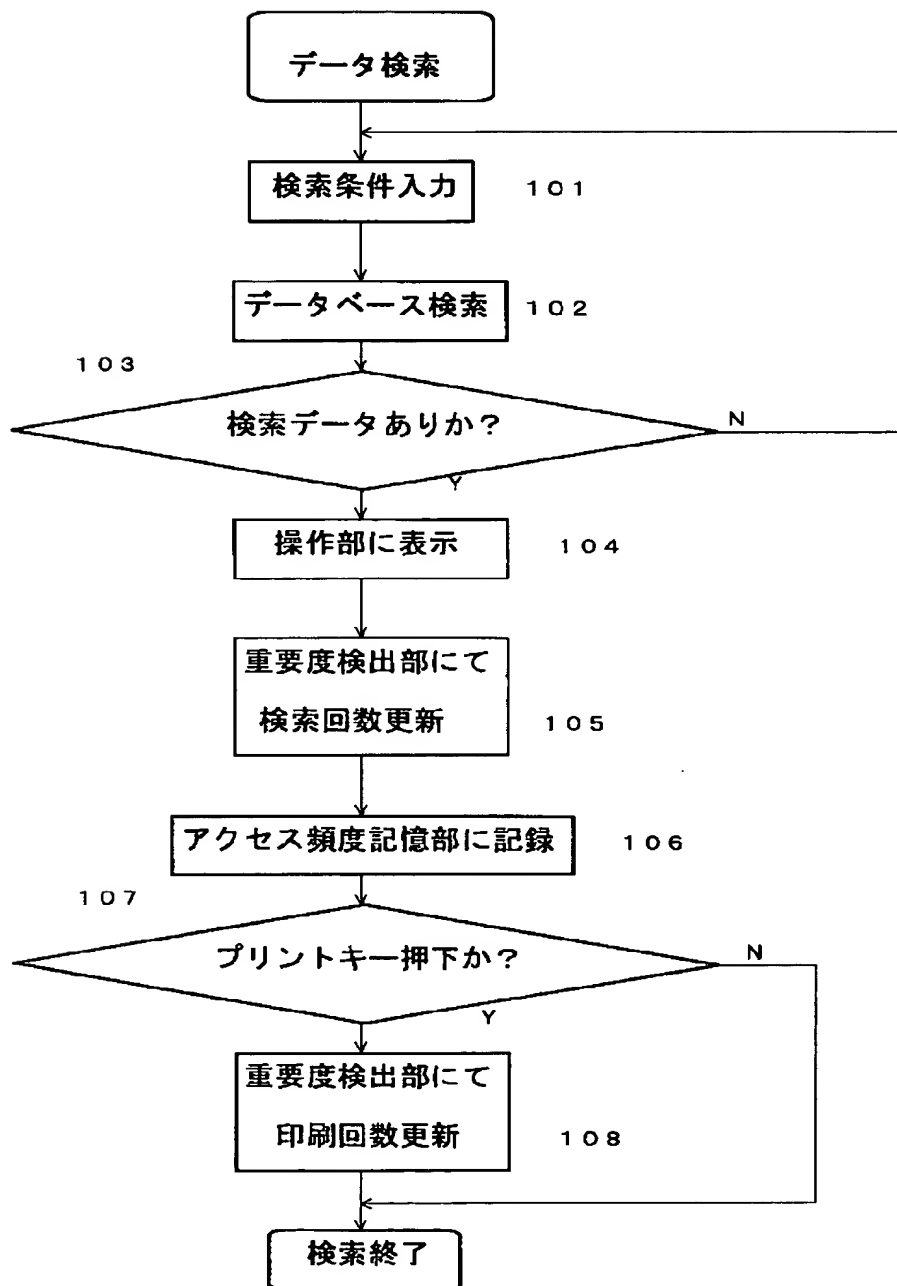 データ検索
検索条件入力 101
データベース検索 102
103
検索データありか？
N
Y
操作部に表示 104
重要度検出部にて
検索回数更新 105
アクセス頻度記憶部に記録 106
107
プリントキー押下か？
N
Y
重要度検出部にて
印刷回数更新 108
検索終了